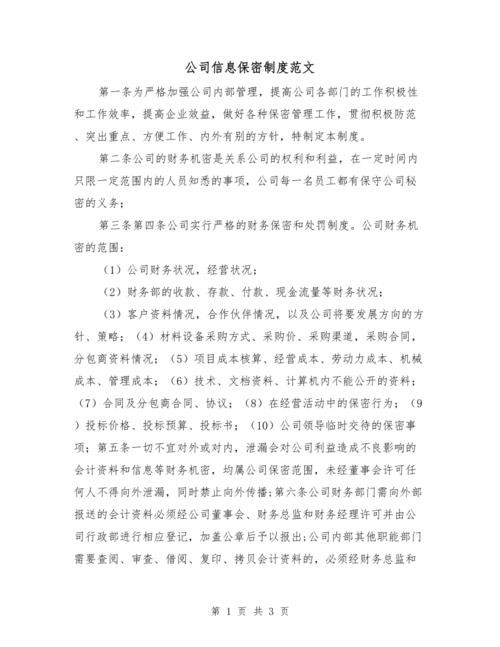 公司信息保密制度范文
第一条为严格加强公司内部管理，提高公司各部门的工作积极性
和工作效率，提高企业效益，做好各种保密管理工作，贯彻积极防范
、突出重点、方便工作、内外有别的方针，特制定本制度。
第二条公司的财务机密是关系公司的权利和利益，在一定时间内
只限一定范围内的人员知悉的事项，公司每一名员工都有保守公司秘
密的义务；
第三条第四条公司实行严格的财务保密和处罚制度。公司财务机
密的范围：
（1）公司财务状况，经营状况；
（2）财务部的收款、存款、付款、现金流量等财务状况；
（3）客户资料情况，合作伙伴情况，以及公司将要发展方向的方
针、策略；（4）材料设备采购方式、采购价、采购渠道，采购合同，
分包商资料情况；（5）项目成本核算、经营成本、劳动力成本、机械
成本、管理成本；（6）技术、文档资料、计算机内不能公开的资料；
（7）合同及分包商合同、协议；（8）在经营活动中的保密行为；（9
）投标价格、投标预算、投标书；（10）公司领导临时交待的保密事
项；第五条一切不宜对外或对内，泄漏会对公司利益造成不良影响的
会计资料和信息等财务机密，均属公司保密范围，未经董事会许可任
何人不得向外泄漏，同时禁止向外传播；第六条公司财务部门需向外部
报送的会计资料必须经公司董事会、财务总监和财务经理许可并由公
司行政部进行相应登记，加盖公章后予以报出；公司内部其他职能部门
需要查阅、审查、借阅、复印、拷贝会计资料的，必须经财务总监和
第 1 页 共 3 页